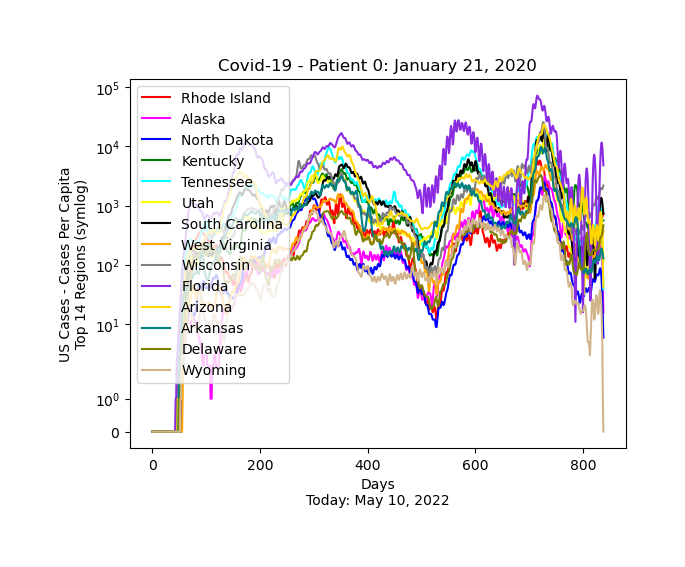 Covid-19 - Patient 0: January 21, 2020
US Cases - Cases Per Capita
Top 14 Regions (symlog)
10^5
10^4
10^3
10^2
10^1
10^0
0
Rhode Island
Alaska
North Dakota
Kentucky
Tennessee
Utah
South Carolina
West Virginia
Wisconsin
Florida
Arizona
Arkansas
Delaware
Wyoming
0 200 400 600 800
Days
Today: May 10, 2022